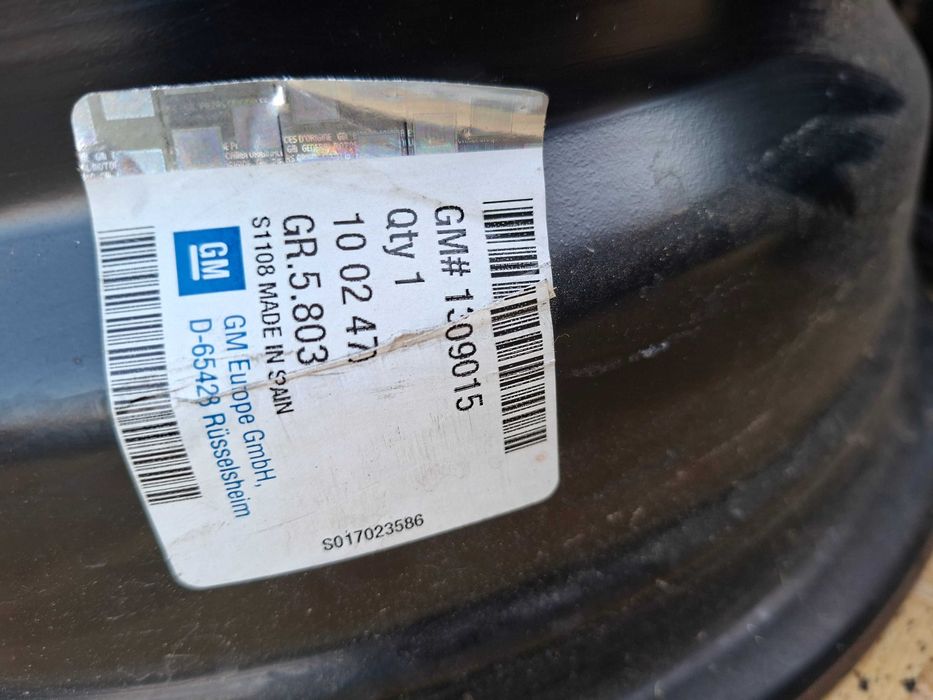 GM# 1309015
Qty 1
10 02 47
GR.5.803
S1108 MADE IN SPAIN
GM
GM Europe GmbH,
D-65428 Rüsselsheim
S017023586